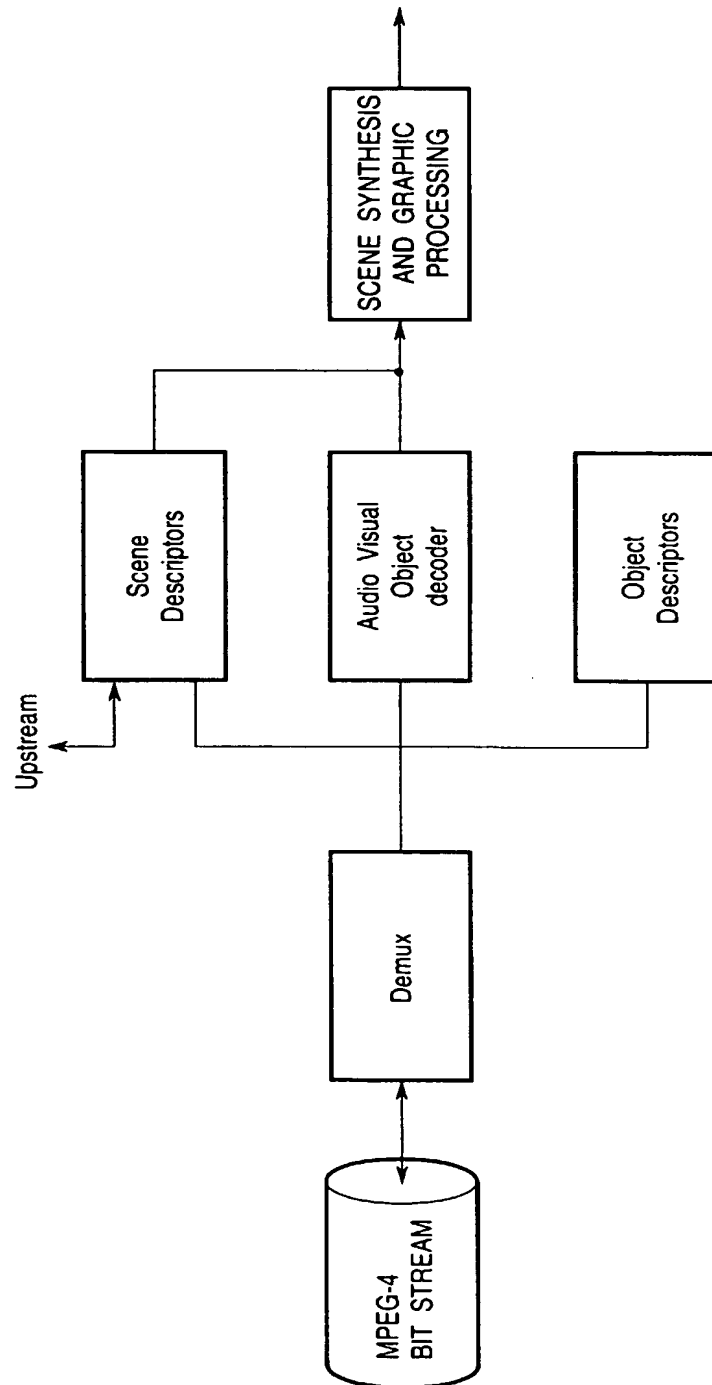 MPEG-4
BIT STREAM
Demux
Upstream
Scene
Descriptors
Audio Visual
Object
decoder
Object
Descriptors
SCENE SYNTHESIS
AND GRAPHIC
PROCESSING